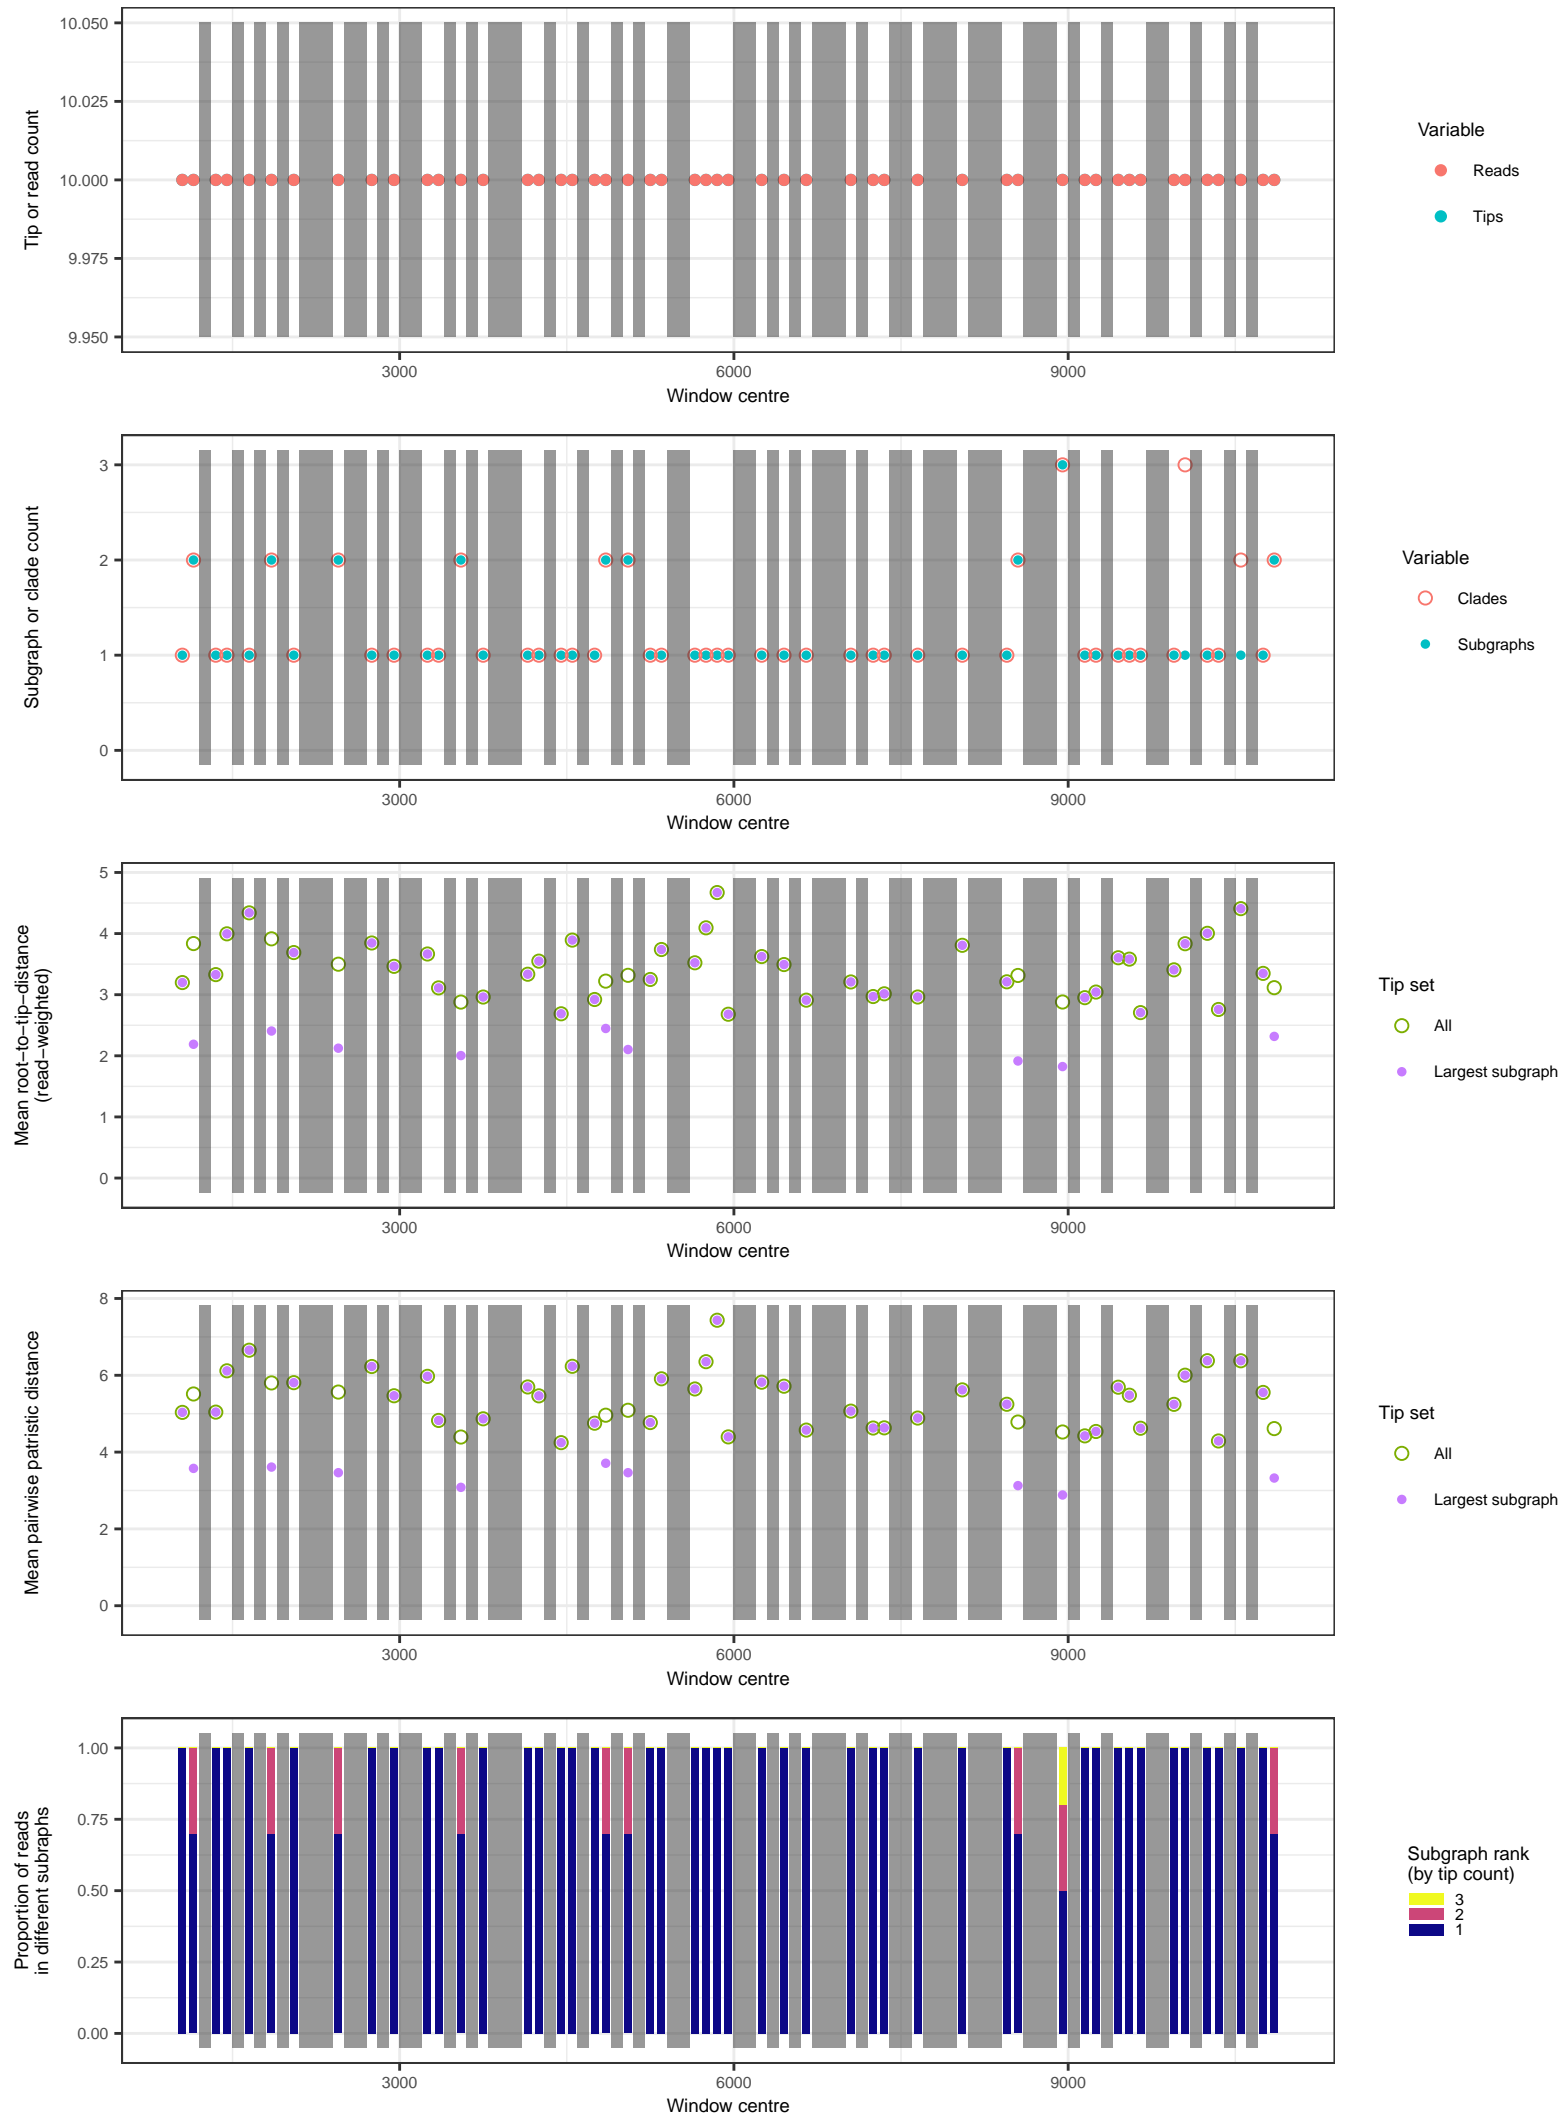 10.050
10.025
10.000
9.975
9.950
Tip or read count
3000
6000
9000
Window centre
Variable
Reads
Tips
3
2
1
0
Subgraph or clade count
3000
6000
9000
Window centre
Variable
Clades
Subgraphs
5
4
3
2
1
0
Mean root−to−tip−distance
(read−weighted)
3000
6000
9000
Window centre
Tip set
All
Largest subgraph
8
6
4
2
0
Mean pairwise patristic distance
3000
6000
9000
Window centre
Tip set
All
Largest subgraph
1.00
0.75
0.50
0.25
0.00
Proportion of reads
in different subraphs
3000
6000
9000
Window centre
Subgraph rank
(by tip count)
3
2
1